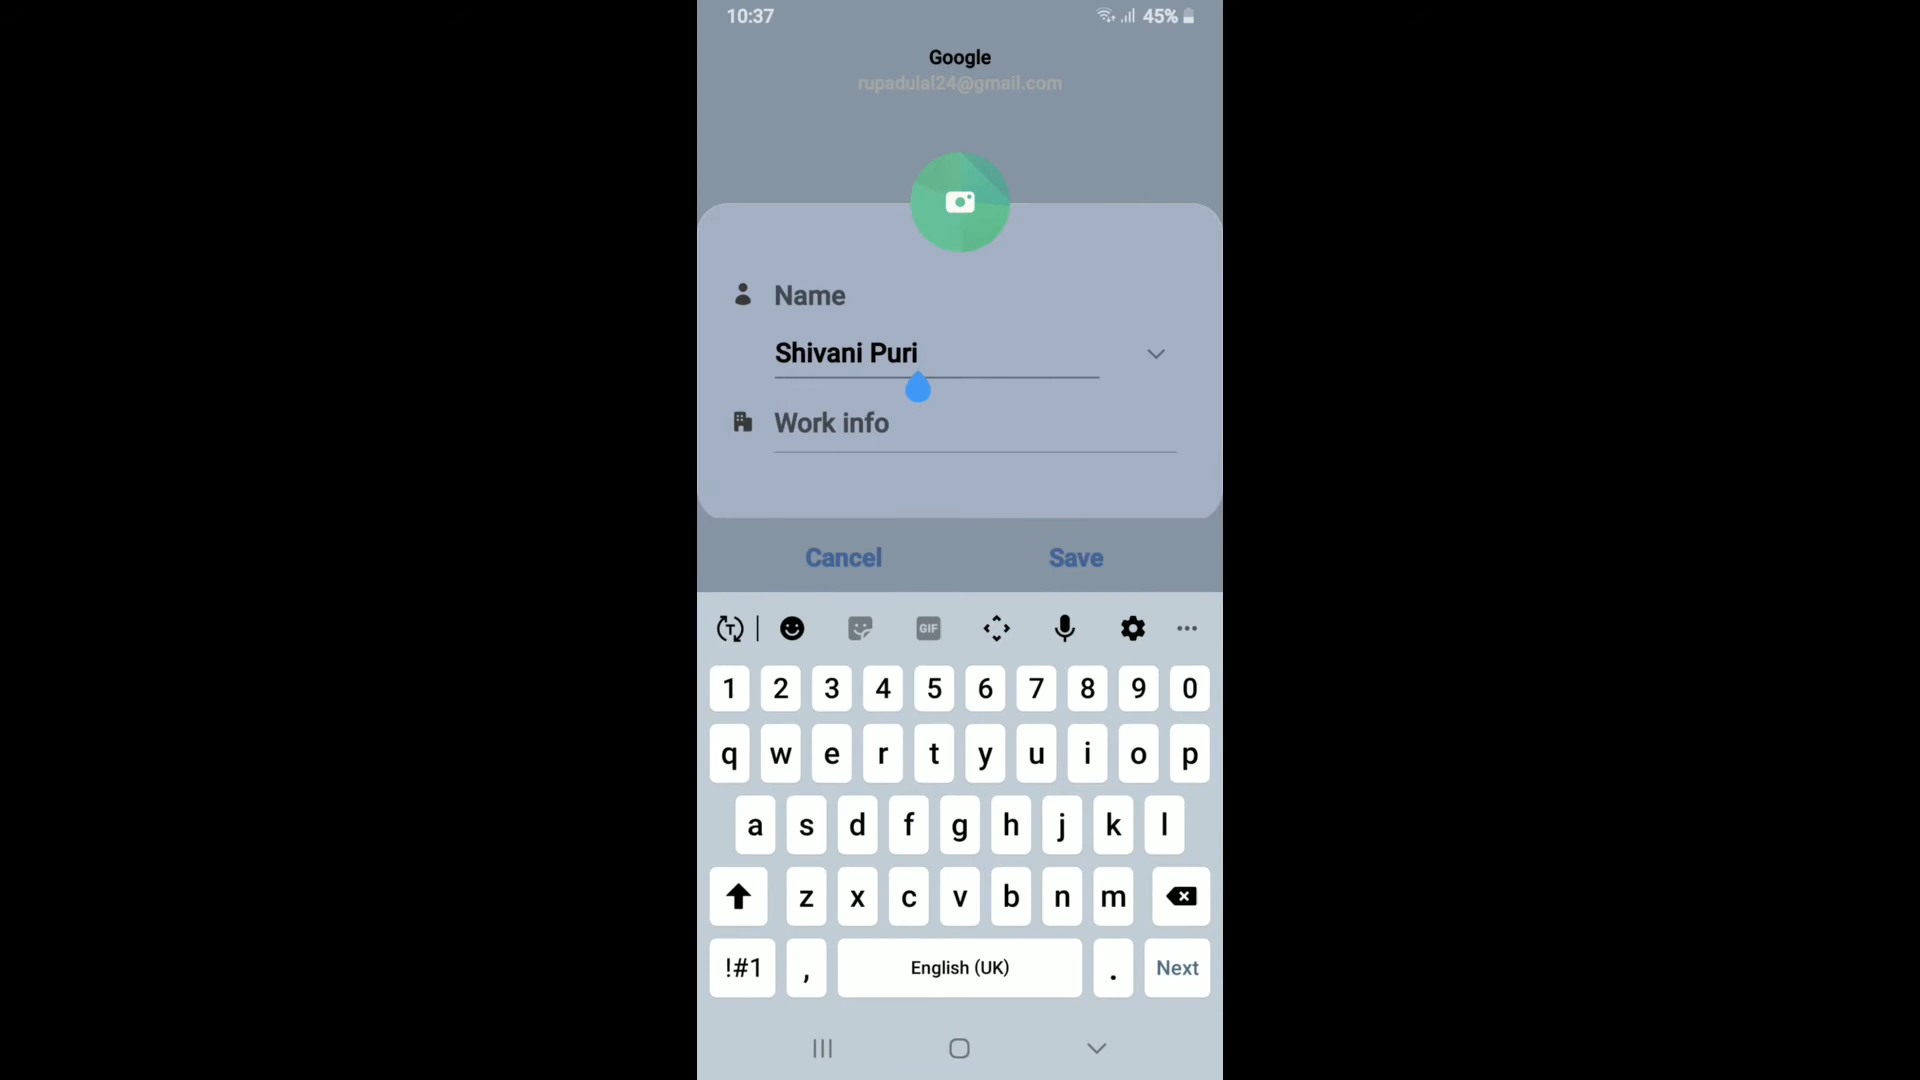 10:37 45%
Google
rupadulal24@gmail.com
Name
Shivani Puri
Work info
Cancel Save
T GIF
1 2 3 4 5 6 7 8 9 0
q w e r t y u i o p
a s d f g h j k l
z x c v b n m
!#1 , English (UK) . Next